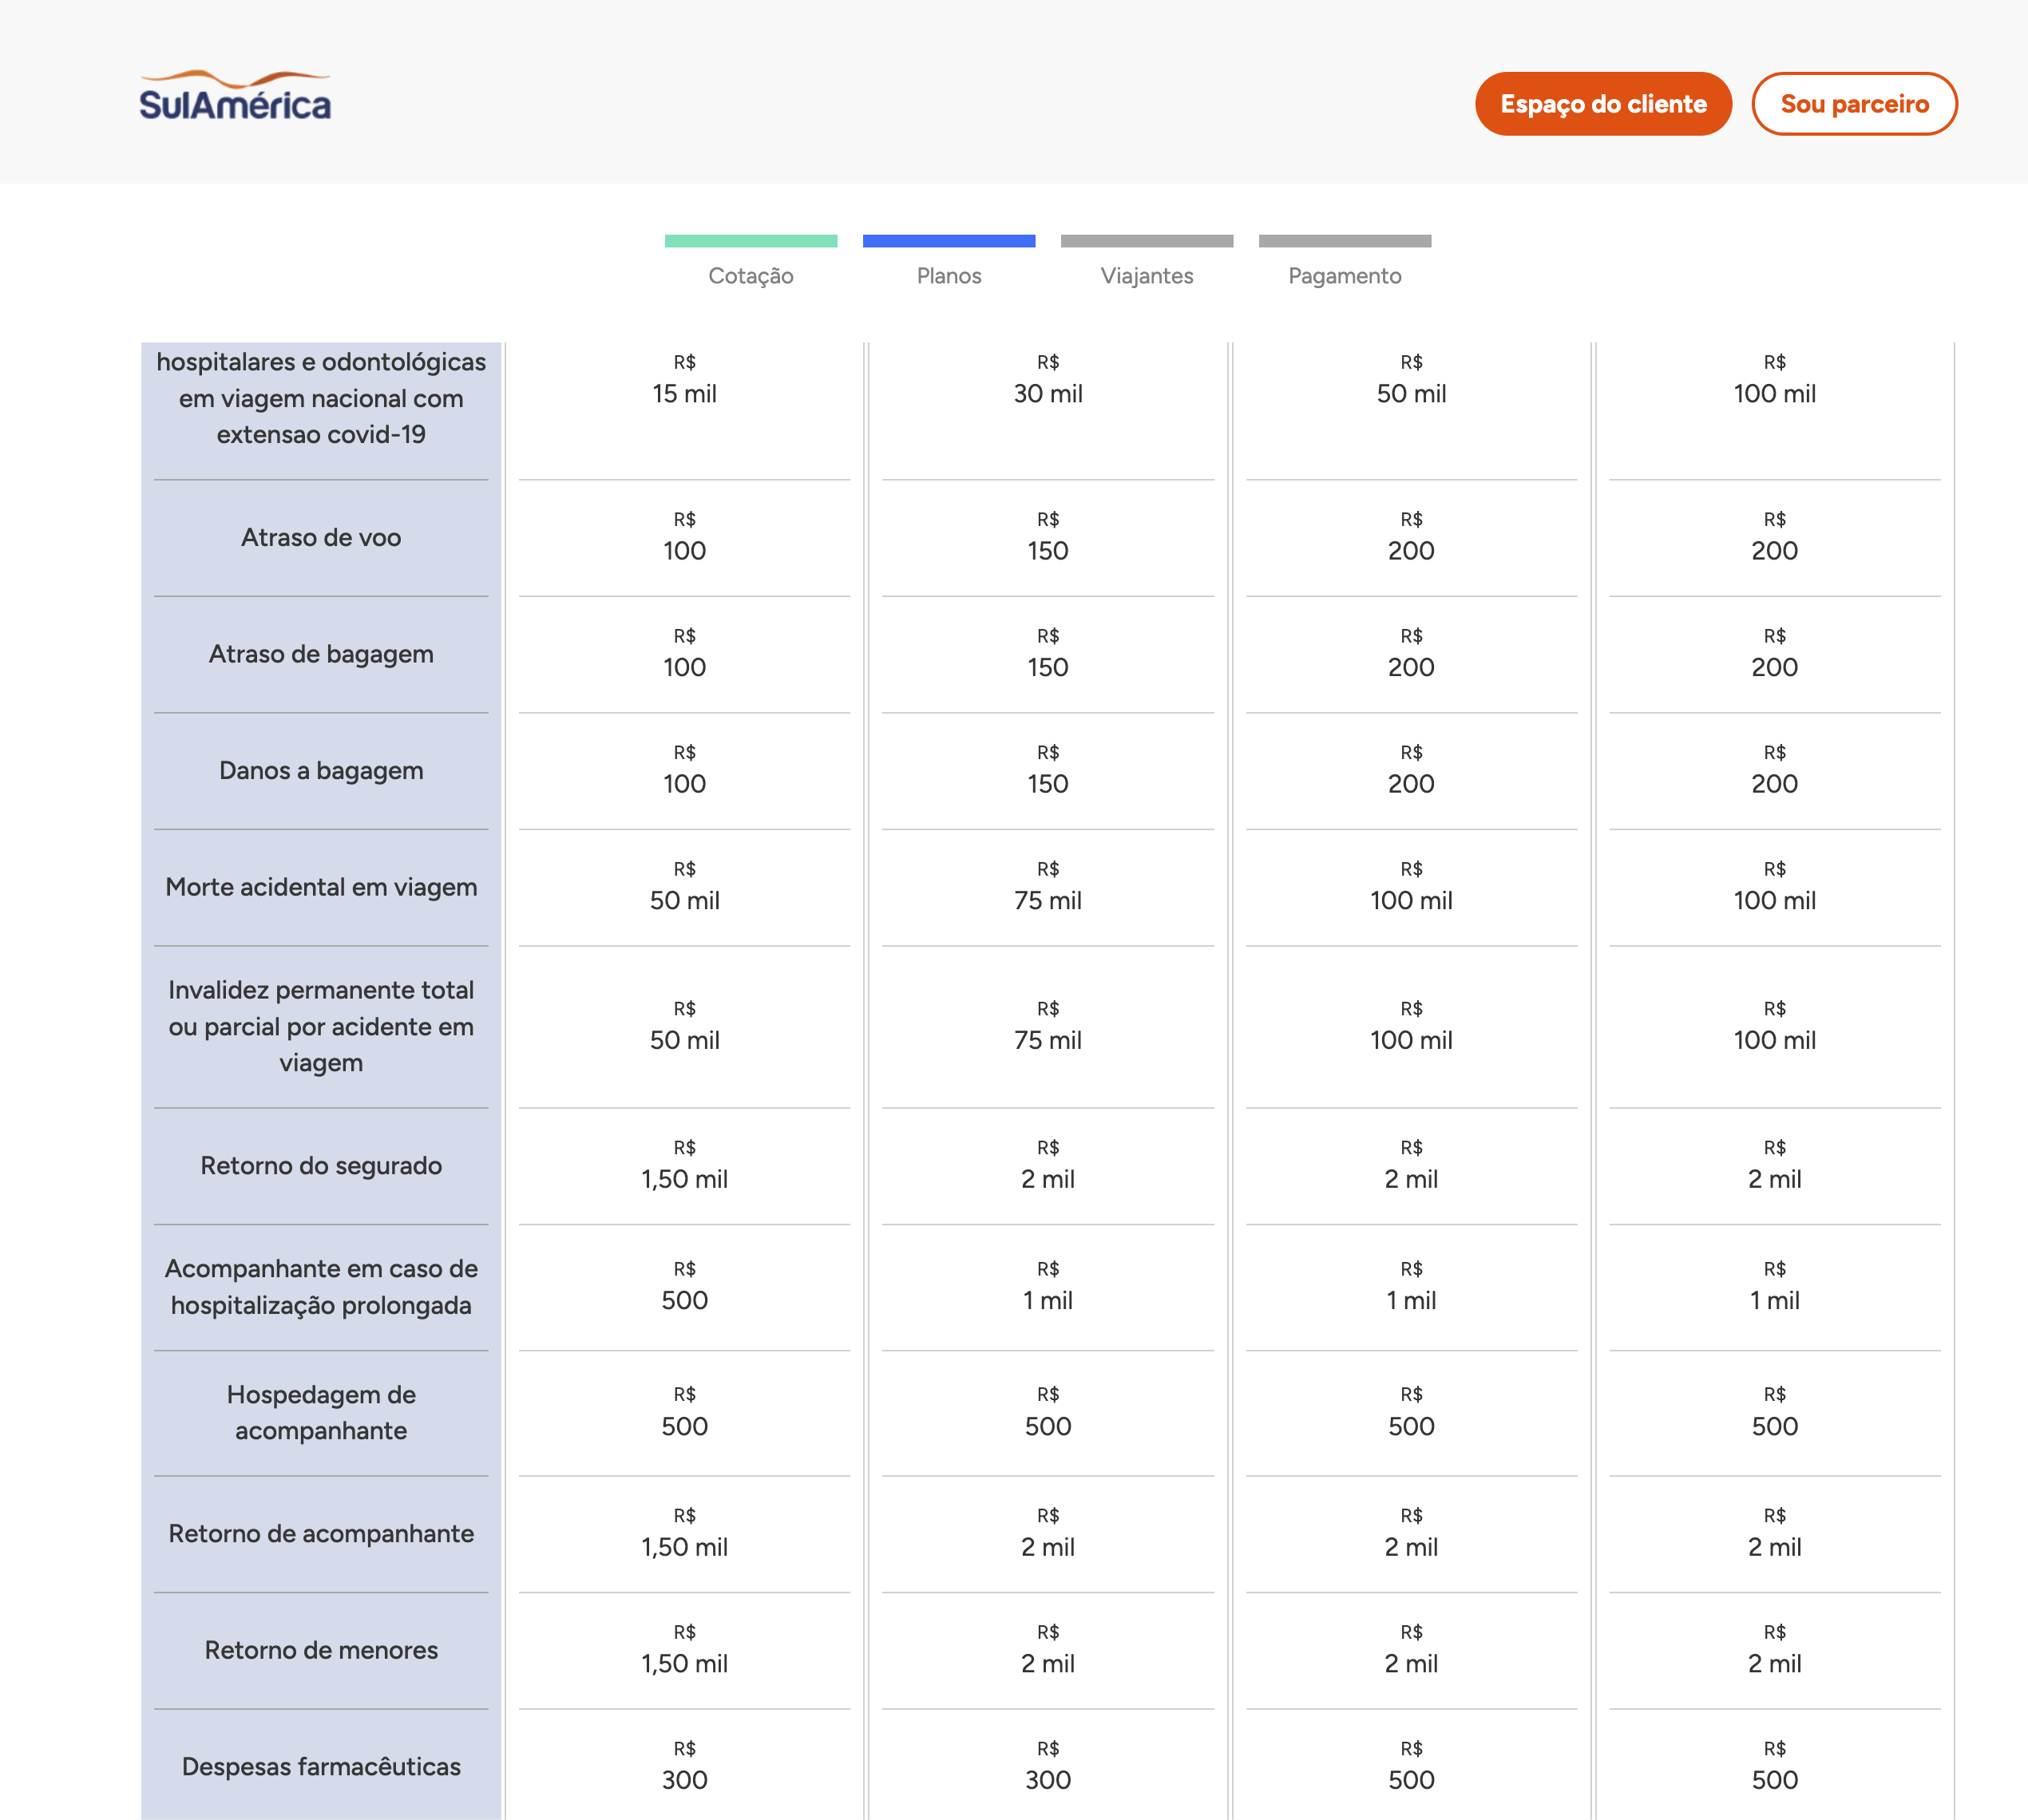 SulAmérica
Espaço do cliente
Sou parceiro
Cotação
Planos
Viajantes
Pagamento
hospitalares e odontológicas
em viagem nacional com
extensao covid-19
R$
15 mil
R$
30 mil
R$
50 mil
R$
100 mil
Atraso de voo
R$
100
R$
150
R$
200
R$
200
Atraso de bagagem
R$
100
R$
150
R$
200
R$
200
Danos a bagagem
R$
100
R$
150
R$
200
R$
200
Morte acidental em viagem
R$
50 mil
R$
75 mil
R$
100 mil
R$
100 mil
Invalidez permanente total
ou parcial por acidente em
viagem
R$
50 mil
R$
75 mil
R$
100 mil
R$
100 mil
Retorno do segurado
R$
1,50 mil
R$
2 mil
R$
2 mil
R$
2 mil
Acompanhante em caso de
hospitalização prolongada
R$
500
R$
1 mil
R$
1 mil
R$
1 mil
Hospedagem de
acompanhante
R$
500
R$
500
R$
500
R$
500
Retorno de acompanhante
R$
1,50 mil
R$
2 mil
R$
2 mil
R$
2 mil
Retorno de menores
R$
1,50 mil
R$
2 mil
R$
2 mil
R$
2 mil
Despesas farmacêuticas
R$
300
R$
300
R$
500
R$
500